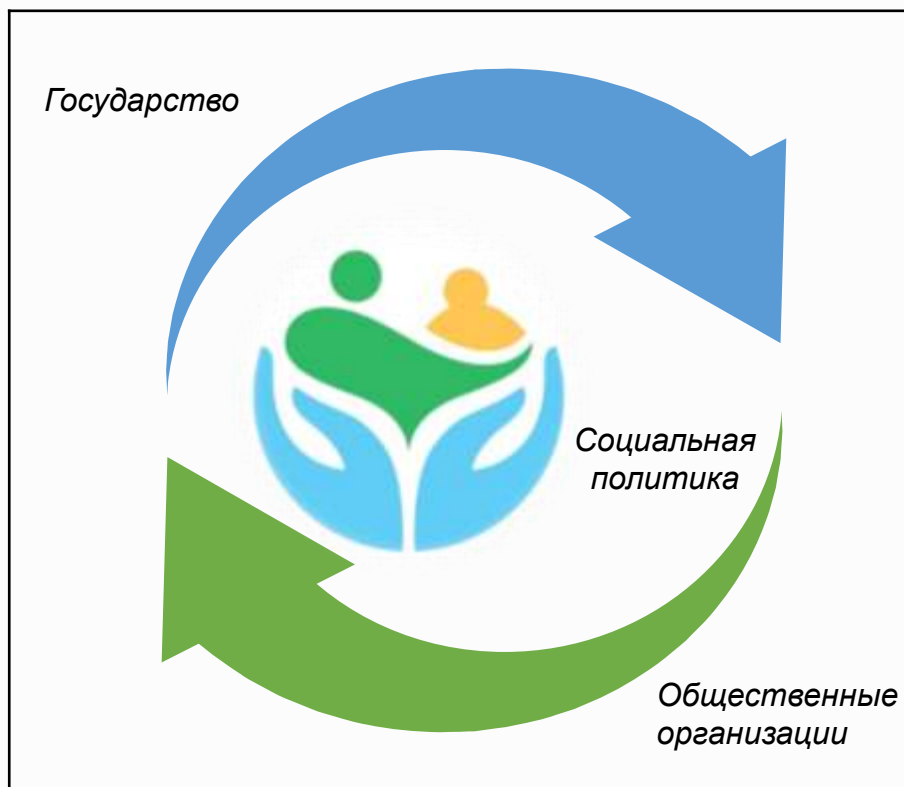 Государство
Социальная
политика
Общественные
организации